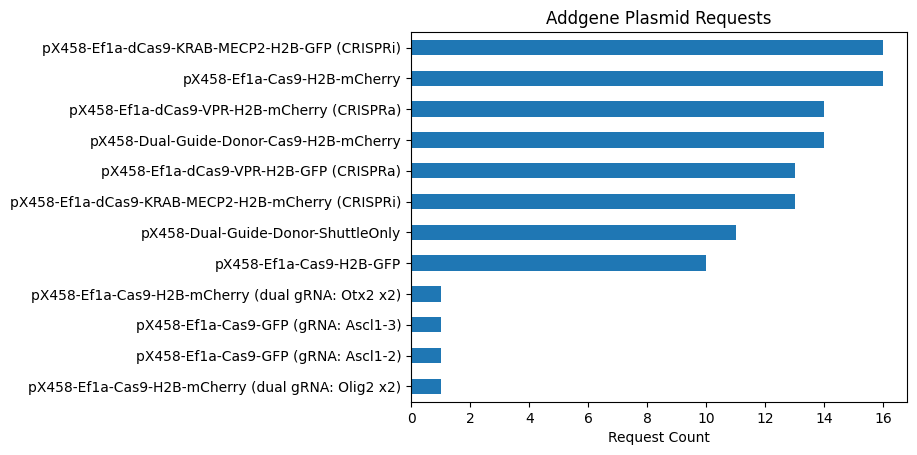 Addgene Plasmid Requests
pX458-Ef1a-dCas9-KRAB-MECP2-H2B-GFP (CRISPRi)
pX458-Ef1a-Cas9-H2B-mCherry
pX458-Ef1a-dCas9-VPR-H2B-mCherry (CRISPRa)
pX458-Dual-Guide-Donor-Cas9-H2B-mCherry
pX458-Ef1a-dCas9-VPR-H2B-GFP (CRISPRa)
pX458-Ef1a-dCas9-KRAB-MECP2-H2B-mCherry (CRISPRi)
pX458-Dual-Guide-Donor-ShuttleOnly
pX458-Ef1a-Cas9-H2B-GFP
pX458-Ef1a-Cas9-H2B-mCherry (dual gRNA: Otx2 x2)
pX458-Ef1a-Cas9-GFP (gRNA: Ascl1-3)
pX458-Ef1a-Cas9-GFP (gRNA: Ascl1-2)
pX458-Ef1a-Cas9-H2B-mCherry (dual gRNA: Olig2 x2)
0 2 4 6 8 10 12 14 16
Request Count